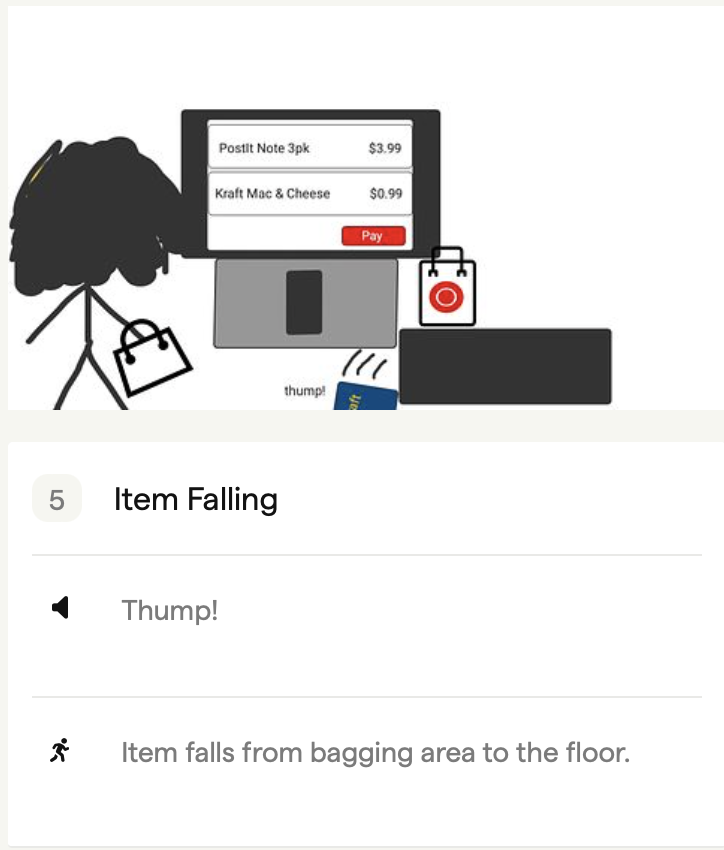 PostIt Note 3pk $3.99
Kraft Mac & Cheese $0.99
Pay
thump!
aft
5 Item Falling
Thump!
Item falls from bagging area to the floor.